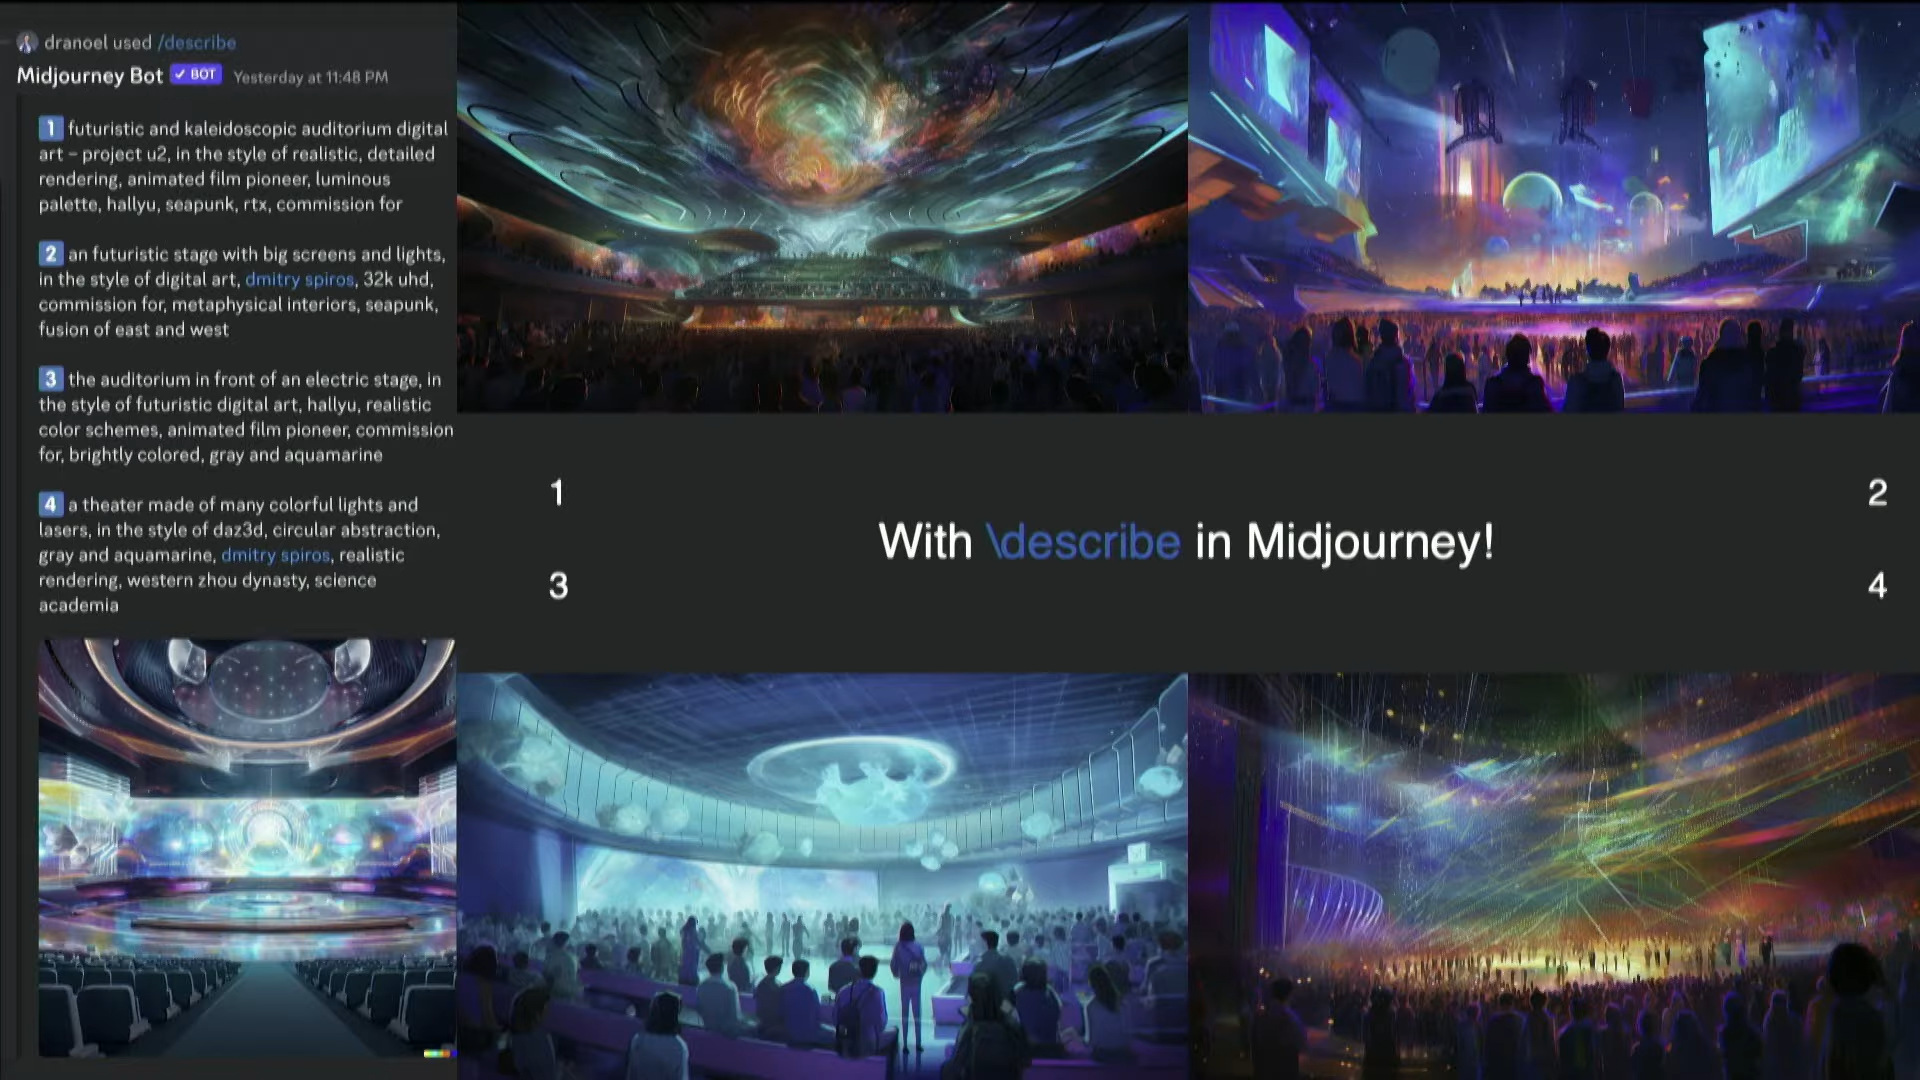 dranoel used /describe
Midjourney Bot ✓ BOT Yesterday at 11:48 PM
1 futuristic and kaleidoscopic auditorium digital
art – project u2, in the style of realistic, detailed
rendering, animated film pioneer, luminous
palette, hallyu, seapunk, rtx, commission for
2 an futuristic stage with big screens and lights,
in the style of digital art, dmitry spiros, 32k uhd,
commission for, metaphysical interiors, seapunk,
fusion of east and west
3 the auditorium in front of an electric stage, in
the style of futuristic digital art, hallyu, realistic
color schemes, animated film pioneer, commission
for, brightly colored, gray and aquamarine
4 a theater made of many colorful lights and
lasers, in the style of daz3d, circular abstraction,
gray and aquamarine, dmitry spiros, realistic
rendering, western zhou dynasty, science
academia
1
2
With \describe in Midjourney!
3
4